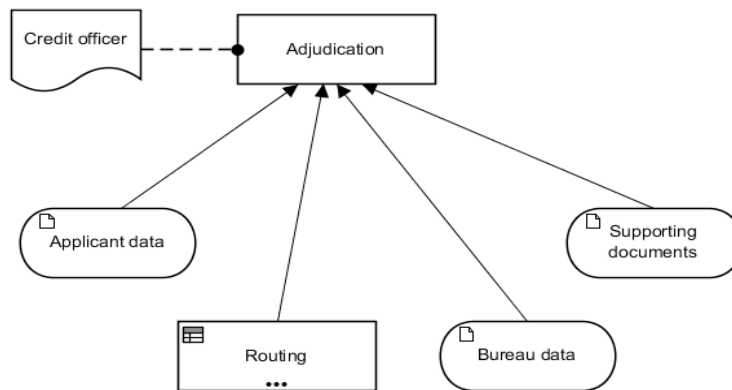 Credit officer
Adjudication
Applicant data
Supporting
documents
Routing
Bureau data